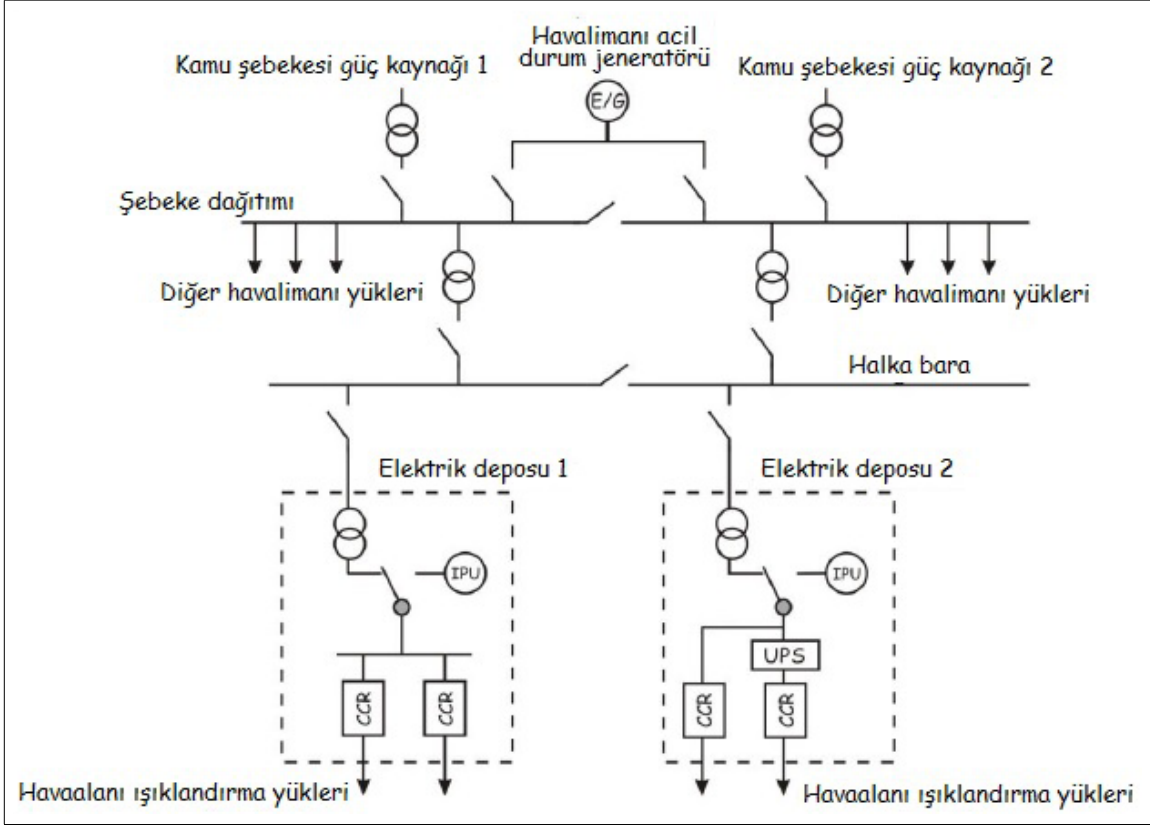 Havalimanı acil
durum jeneratörü
Kamu şebekesi güç kaynağı 1
Kamu şebekesi güç kaynağı 2
E/G
Şebeke dağıtımı
Diğer havalimanı yükleri
Diğer havalimanı yükleri
Halka bara
Elektrik deposu 1
Elektrik deposu 2
IPU
IPU
UPS
CCR
CCR
CCR
CCR
Havaalanı ışıklandırma yükleri
Havaalanı ışıklandırma yükleri